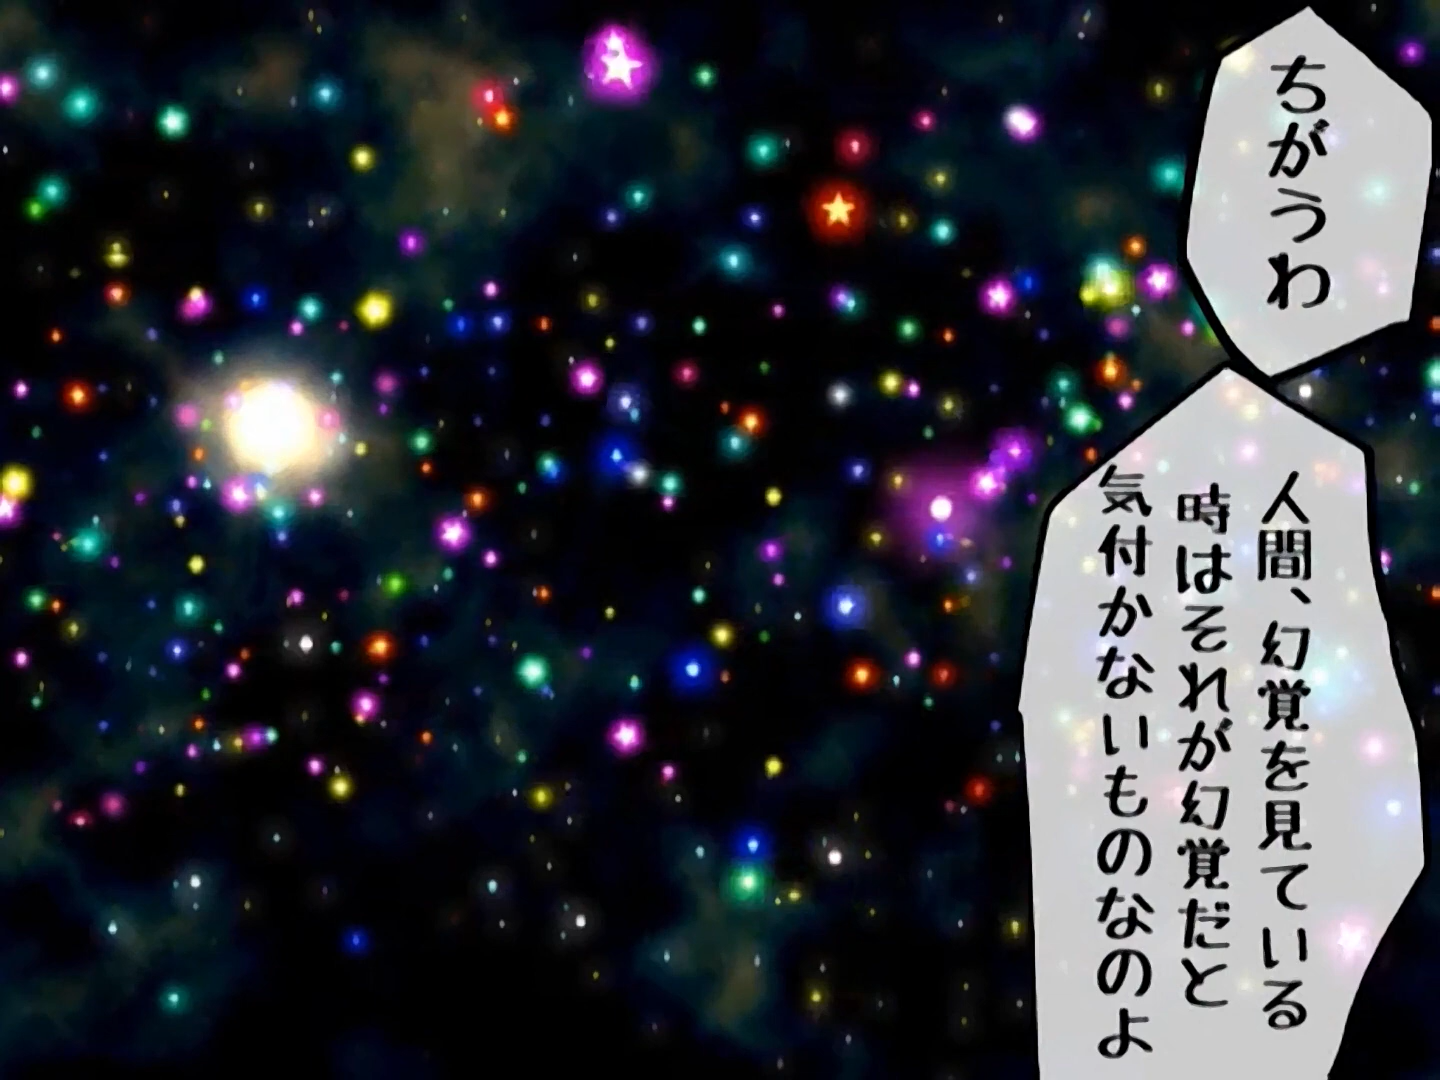 ちがうわ
人間、幻覚を見ている
時はそれが幻覚だと
気付かないものなのよ